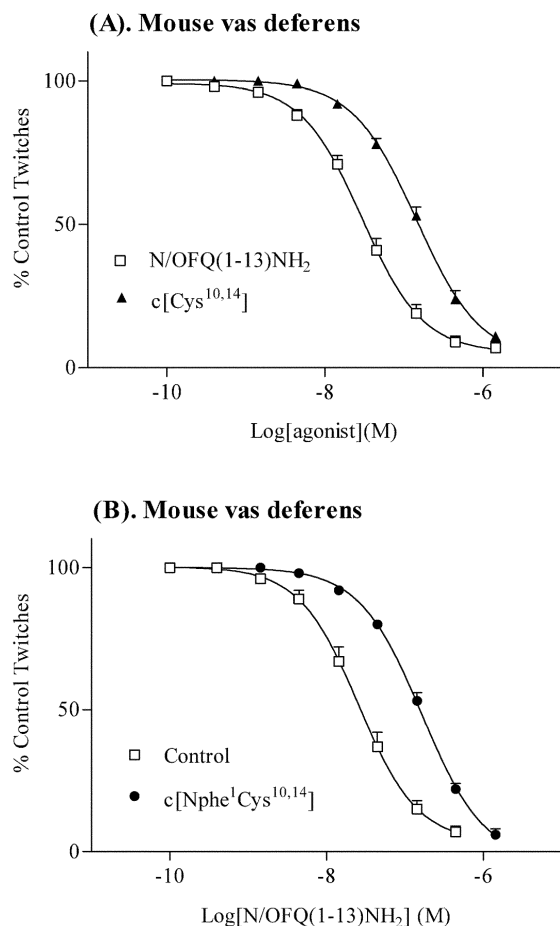 (A). Mouse vas deferens
100
50
0
% Control Twitches
N/OFQ(1-13)NH₂
c[Cys¹⁰,¹⁴]
-10 -8 -6
Log[agonist](M)
(B). Mouse vas deferens
100
50
0
% Control Twitches
Control
c[Nphe¹Cys¹⁰,¹⁴]
-10 -8 -6
Log[N/OFQ(1-13)NH₂] (M)